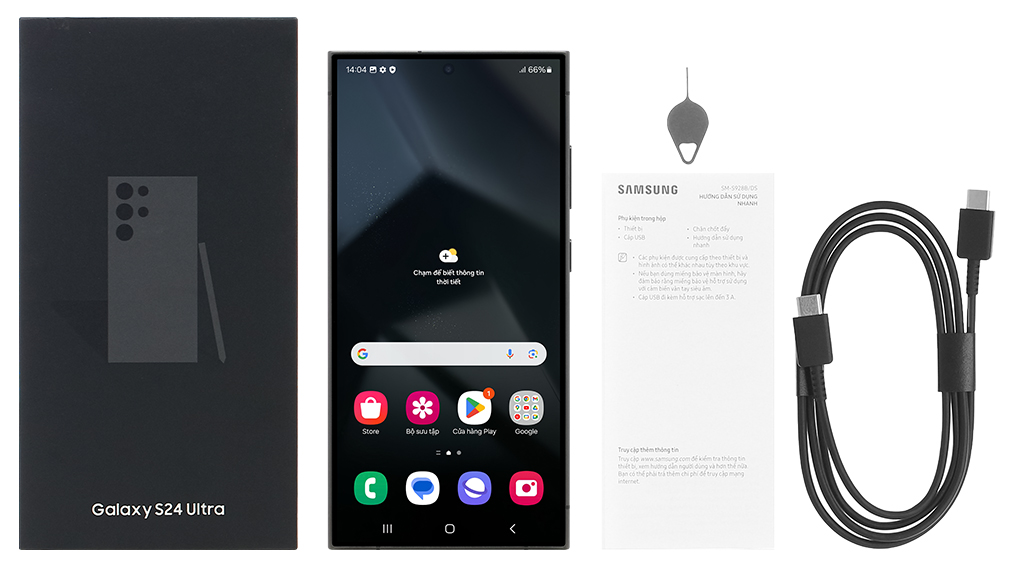 Galaxy S24 Ultra
14:04
66%
Chạm để biết thông tin
thời tiết
Store
Bộ sưu tập
Cửa hàng Play
1
Google
SAMSUNG
SM-S928B/DS
HƯỚNG DẪN SỬ DỤNG
NHANH
Phụ kiện trong hộp
• Thiết bị
• Cáp USB
• Chân chốt đẩy
• Hướng dẫn sử dụng
nhanh
• Các phụ kiện được cung cấp theo thiết bị và
hình ảnh có thể khác nhau tùy theo khu vực.
• Nếu bạn dùng miếng bảo vệ màn hình, hãy
đảm bảo rằng miếng bảo vệ hỗ trợ sử dụng
với cảm biến vân tay siêu âm.
• Cáp USB đi kèm hỗ trợ sạc lên đến 3 A.
Truy cập thêm thông tin
Truy cập www.samsung.com để kiểm tra thông tin
thiết bị, xem hướng dẫn người dùng và hơn thế nữa.
Bạn có thể phải trả thêm chi phí để truy cập mạng
internet.